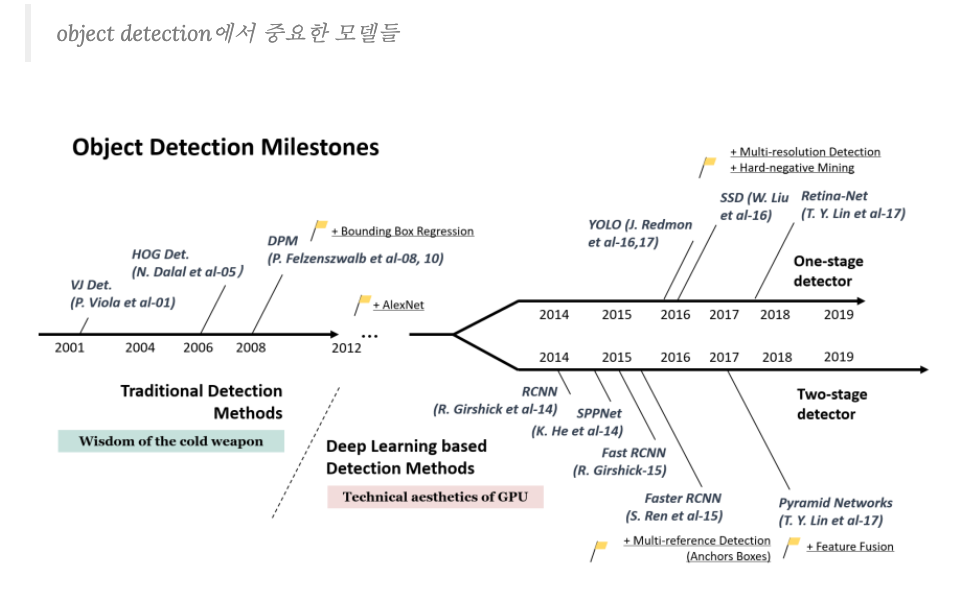 object detection에서 중요한 모델들
Object Detection Milestones
+ Multi-resolution Detection
+ Hard-negative Mining
SSD (W. Liu
et al-16)
Retina-Net
(T. Y. Lin et al-17)
YOLO (J. Redmon
et al-16,17)
+ Bounding Box Regression
DPM
(P. Felzenszwalb et al-08, 10)
HOG Det.
(N. Dalal et al-05)
VJ Det.
(P. Viola et al-01)
+ AlexNet
One-stage
detector
2001 2004 2006 2008 2012 ...
2014 2015 2016 2017 2018 2019
2014 2015 2016 2017 2018 2019
Traditional Detection
Methods
Wisdom of the cold weapon
Deep Learning based
Detection Methods
Technical aesthetics of GPU
RCNN
(R. Girshick et al-14)
SPPNet
(K. He et al-14)
Fast RCNN
(R. Girshick-15)
Faster RCNN
(S. Ren et al-15)
+ Multi-reference Detection
(Anchors Boxes)
Two-stage
detector
Pyramid Networks
(T. Y. Lin et al-17)
+ Feature Fusion